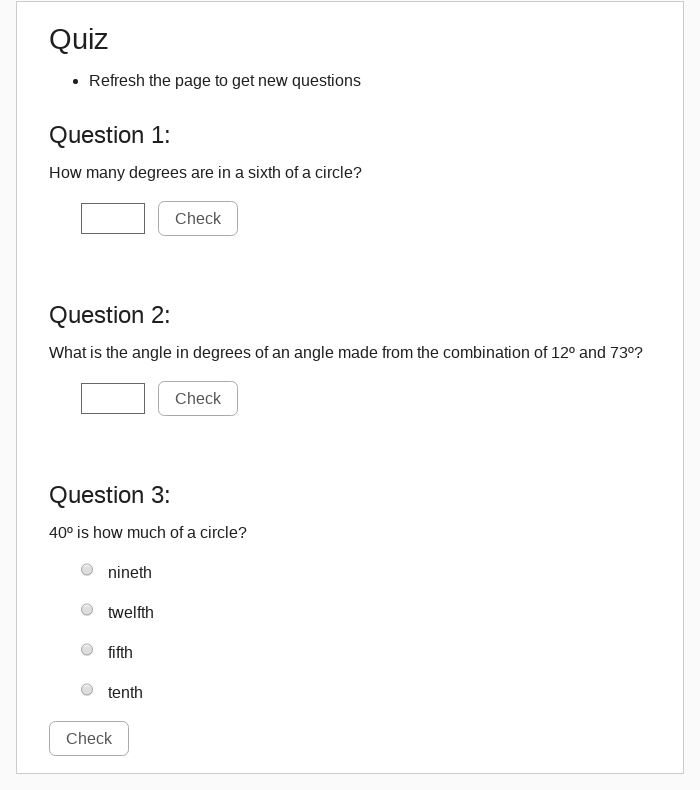 Quiz
Refresh the page to get new questions
Question 1:
How many degrees are in a sixth of a circle?
Check
Question 2:
What is the angle in degrees of an angle made from the combination of 12º and 73º?
Check
Question 3:
40º is how much of a circle?
nineth
twelfth
fifth
tenth
Check